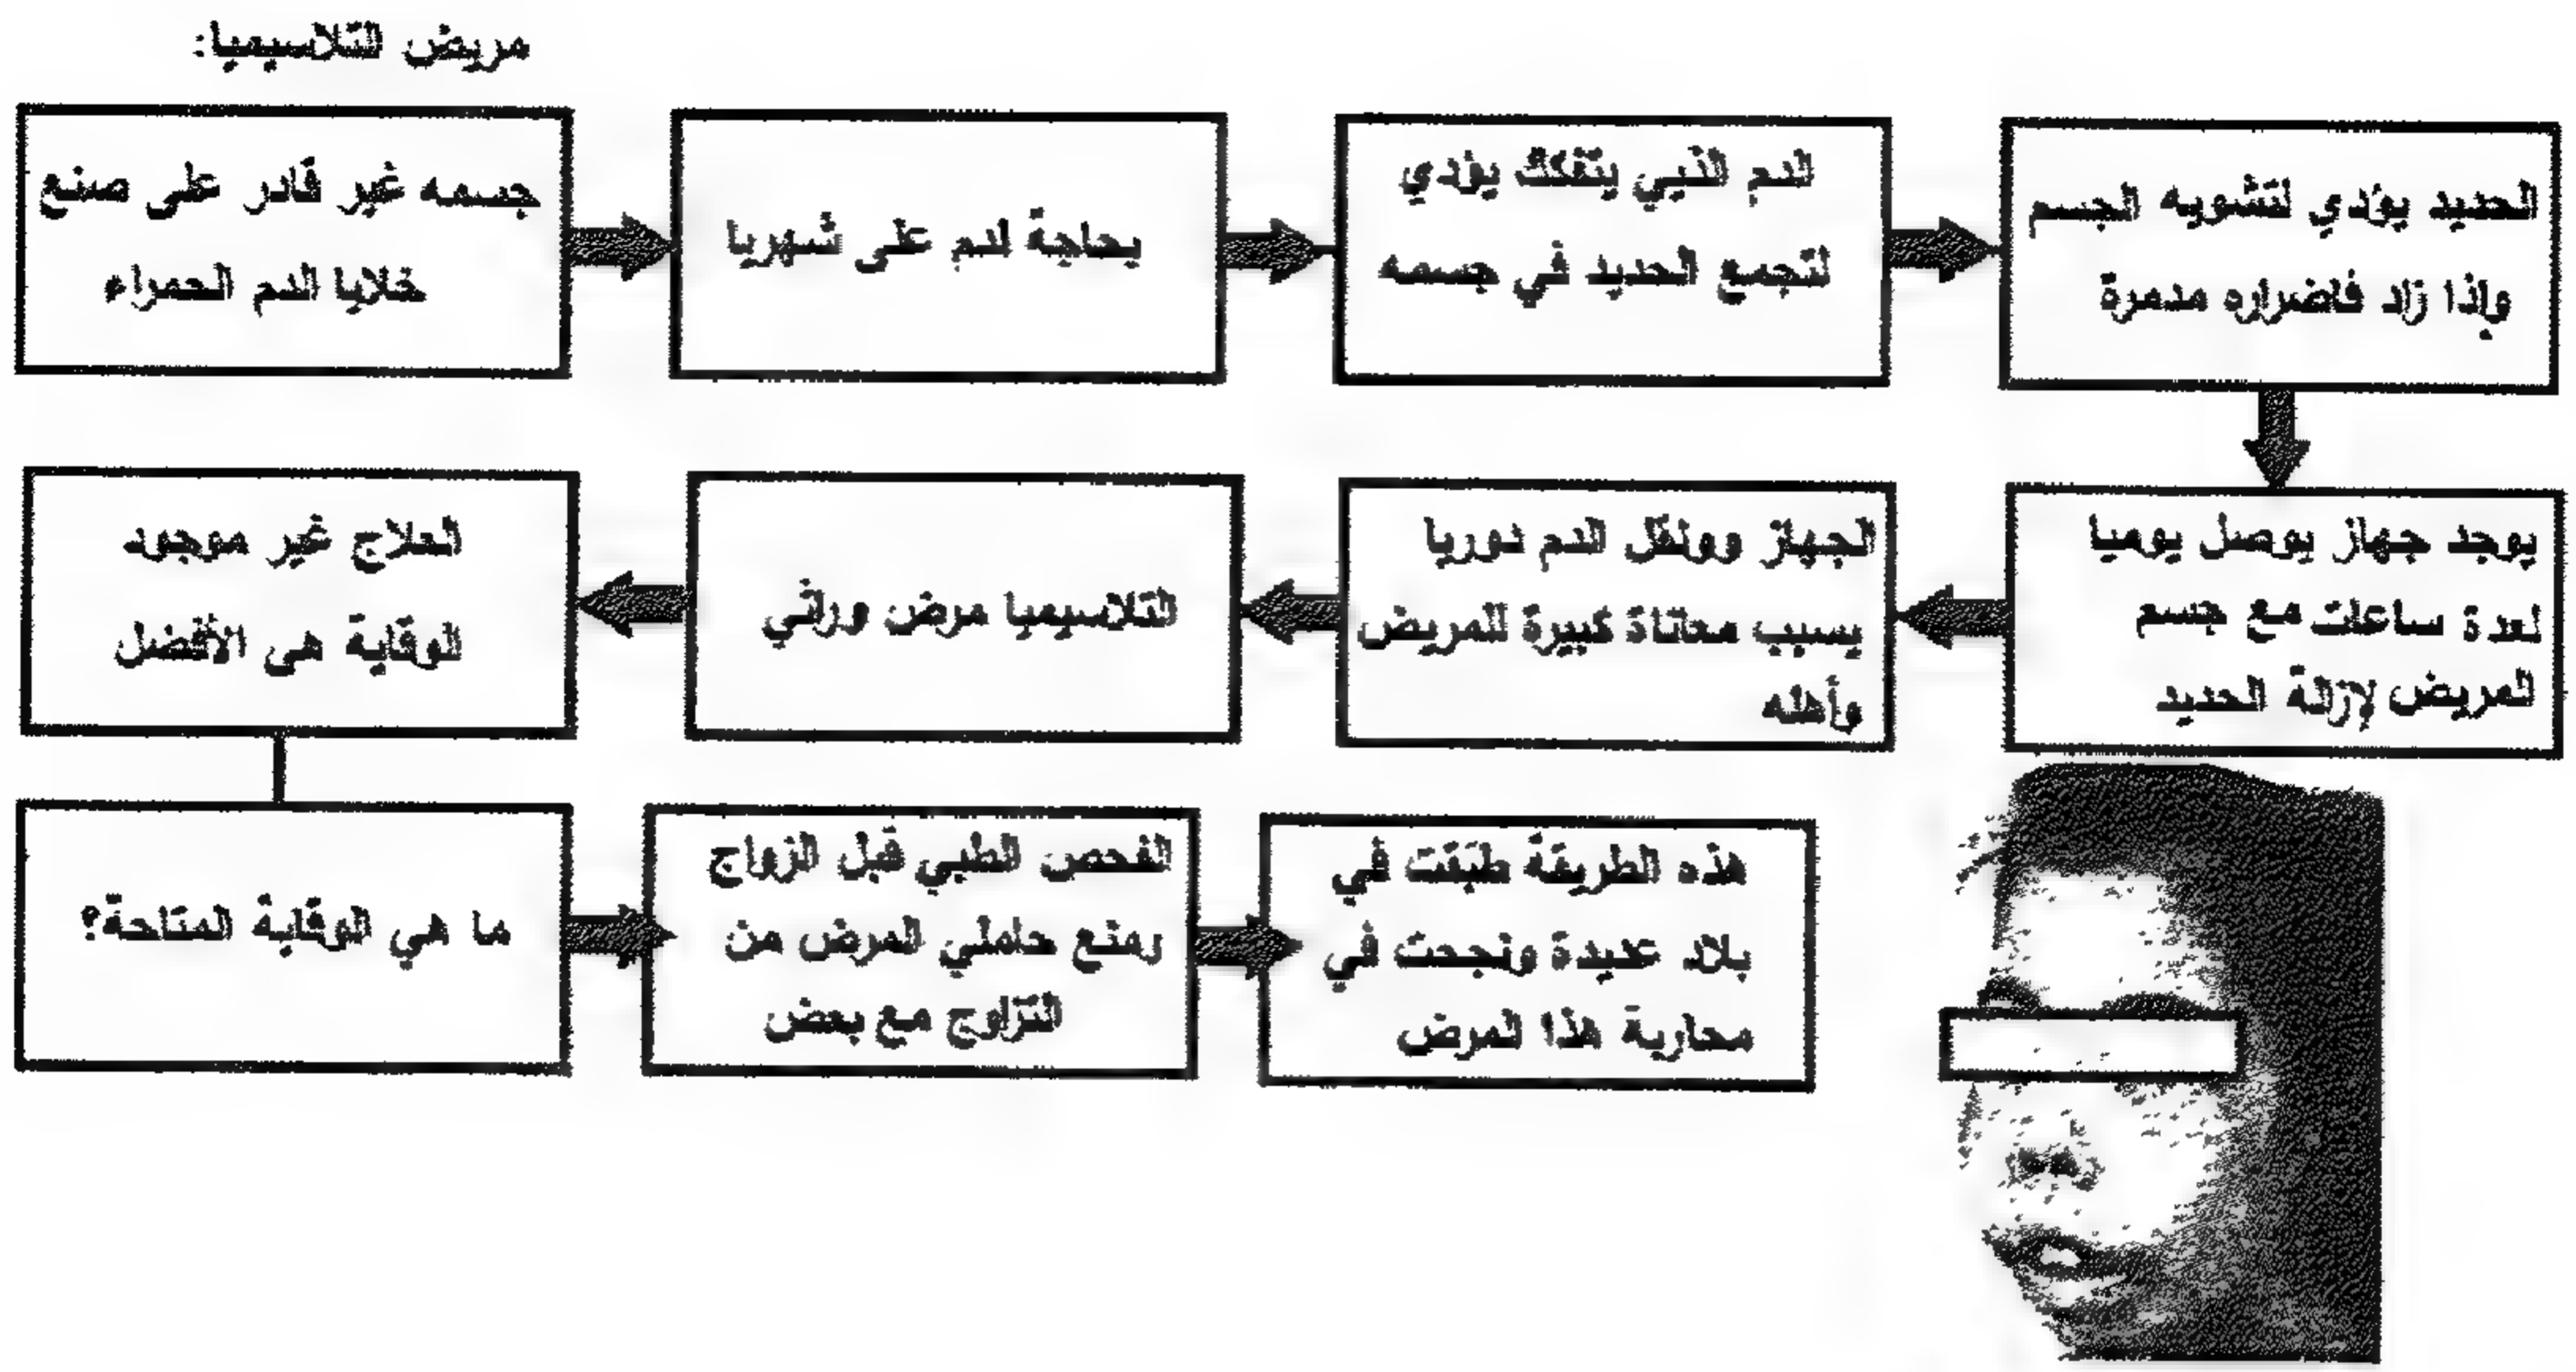 مريض التلاسيميا:
جسمه غير قادر على صنع
خلايا الدم الحمراء
بحاجة لدم على شهريا
الدم الذي يتفكك يؤدي
لتجمع الحديد في جسمه
الحديد يؤدي لتشويه الجسم
وإذا زاد فاضراره مدمرة
يوجد جهاز يوصل يوميا
لعدة ساعات مع جسم
المريض لإزالة الحديد
الجهاز وونقل الدم دوريا
يسبب معاناة كبيرة للمريض
وأهله
التلاسيميا مرض وراثي
العلاج غير موجود
الوقاية هي الأفضل
ما هي الوقاية المتاحة؟
الفحص الطبي قبل الزواج
ومنع حاملي المرض من
التزاوج مع بعض
هذه الطريقة طبقت في
بلاد عديدة ونجحت في
محاربة هذا المرض